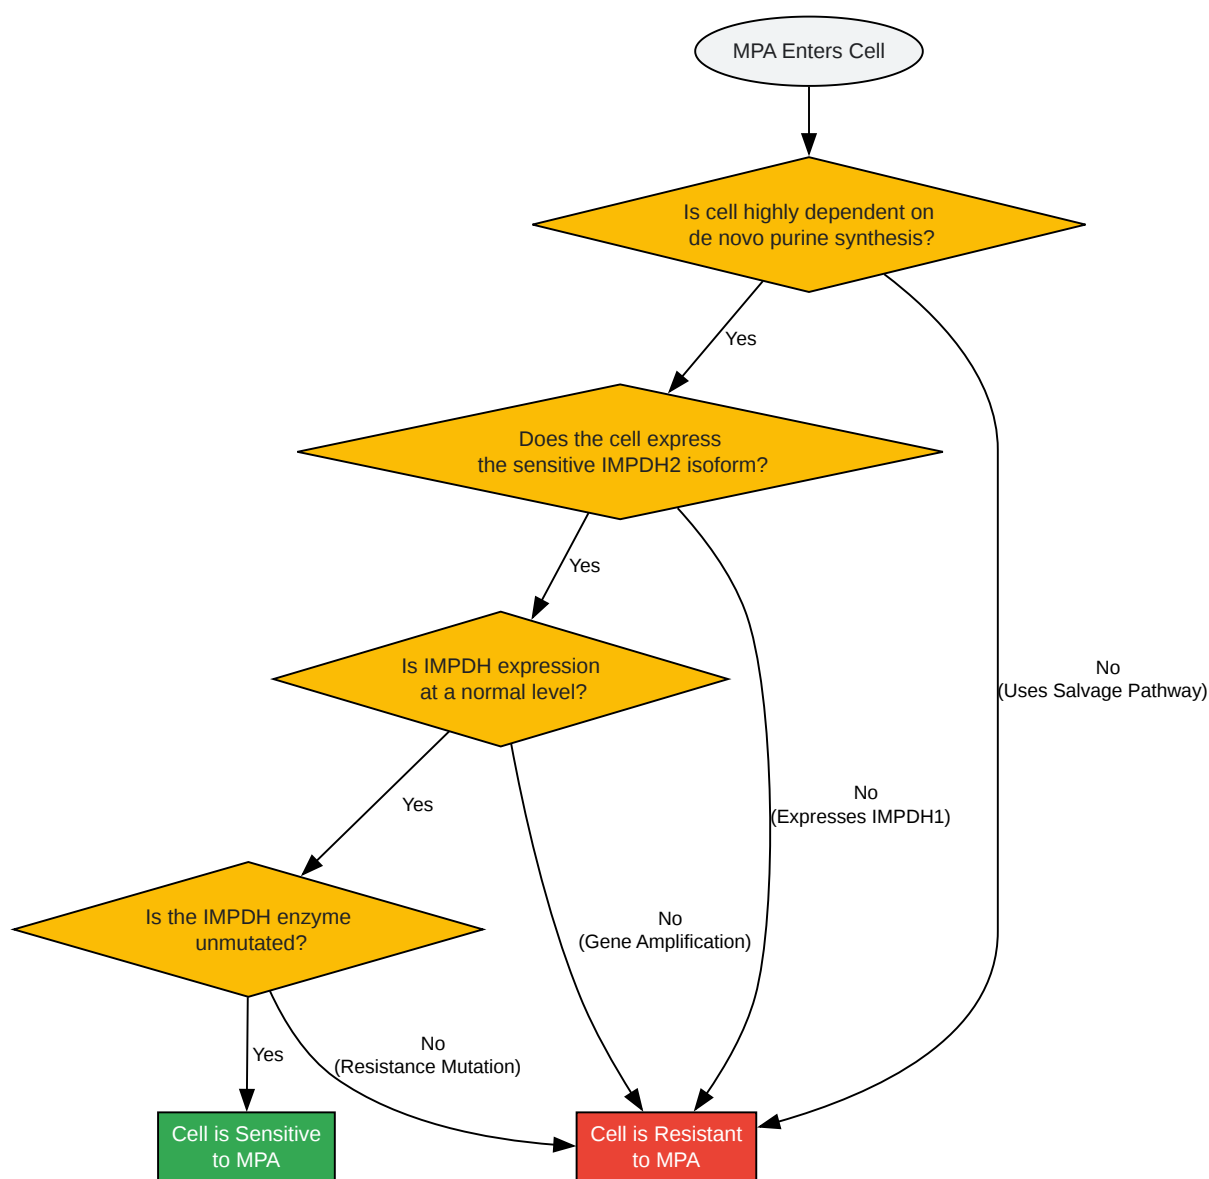 MPA Enters Cell
Is cell highly dependent on
de novo purine synthesis?
Yes
Does the cell express
the sensitive IMPDH2 isoform?
Yes
Is IMPDH expression
at a normal level?
No
(Uses Salvage Pathway)
Yes
No
(Expresses IMPDH1)
Is the IMPDH enzyme
unmutated?
No
(Gene Amplification)
Yes
No
(Resistance Mutation)
Cell is Sensitive
to MPA
Cell is Resistant
to MPA